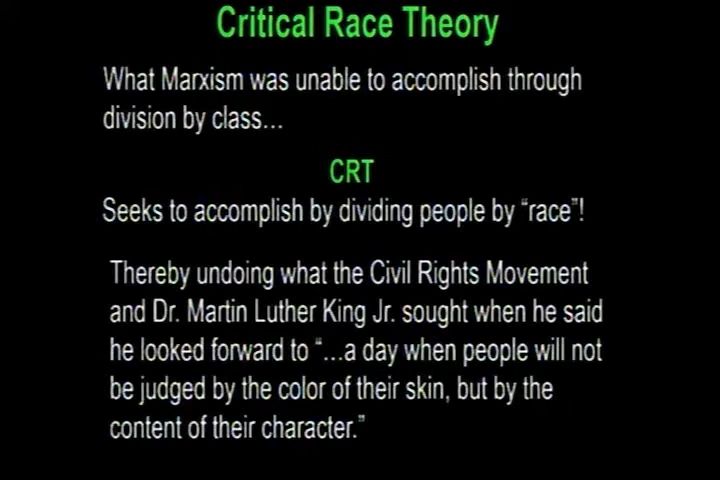 Critical Race Theory
What Marxism was unable to accomplish through
division by class...
CRT
Seeks to accomplish by dividing people by “race”!
Thereby undoing what the Civil Rights Movement
and Dr. Martin Luther King Jr. sought when he said
he looked forward to “...a day when people will not
be judged by the color of their skin, but by the
content of their character.”